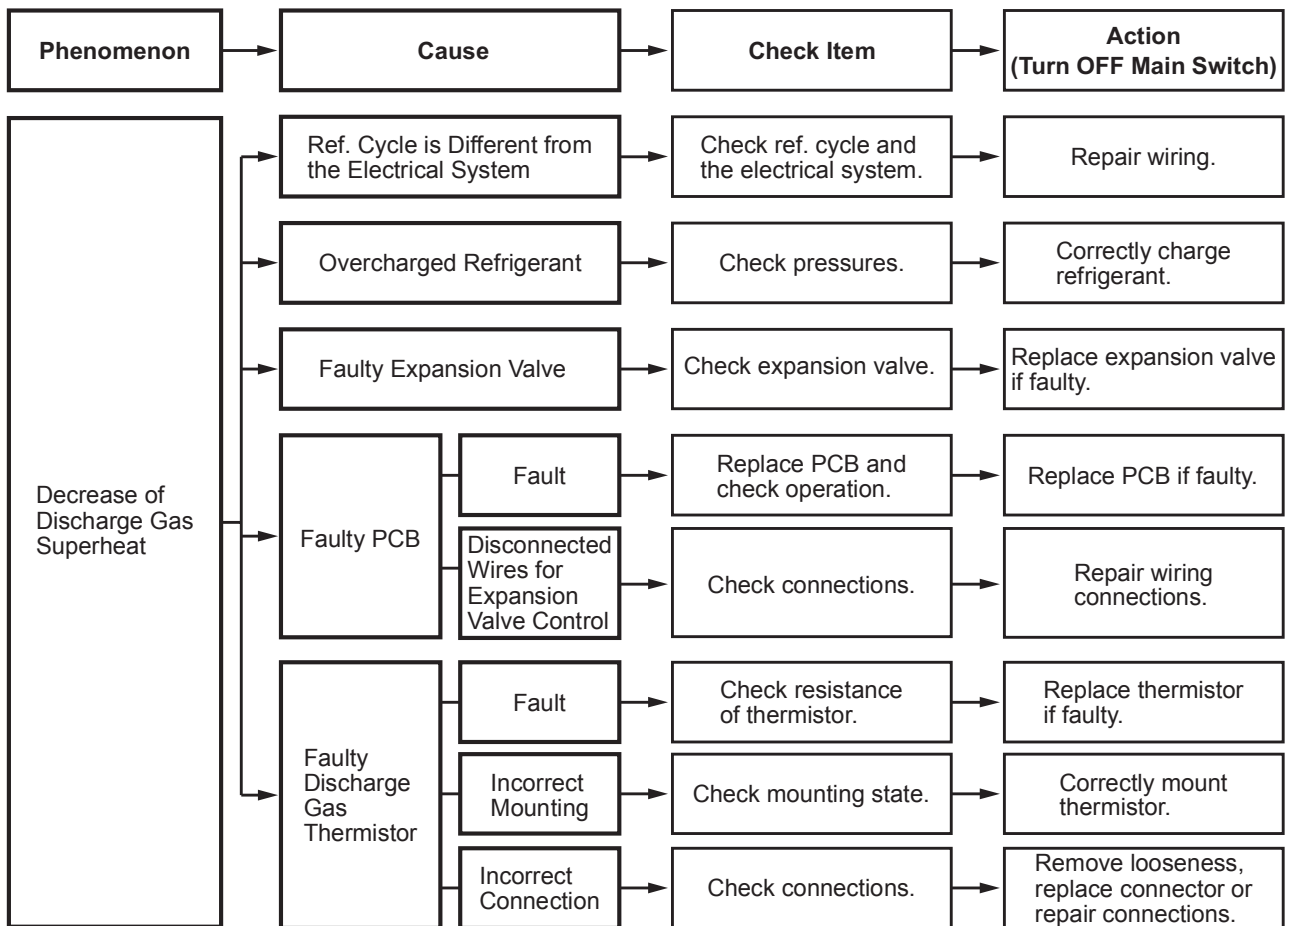 Phenomenon
Cause
Check Item
Action
(Turn OFF Main Switch)
Decrease of
Discharge Gas
Superheat
Ref. Cycle is Different from
the Electrical System
Check ref. cycle and
the electrical system.
Repair wiring.
Overcharged Refrigerant
Check pressures.
Correctly charge
refrigerant.
Faulty Expansion Valve
Check expansion valve.
Replace expansion valve
if faulty.
Faulty PCB
Fault
Replace PCB and
check operation.
Replace PCB if faulty.
Disconnected
Wires for
Expansion
Valve Control
Check connections.
Repair wiring
connections.
Faulty
Discharge
Gas
Thermistor
Fault
Check resistance
of thermistor.
Replace thermistor
if faulty.
Incorrect
Mounting
Check mounting state.
Correctly mount
thermistor.
Incorrect
Connection
Check connections.
Remove looseness,
replace connector or
repair connections.